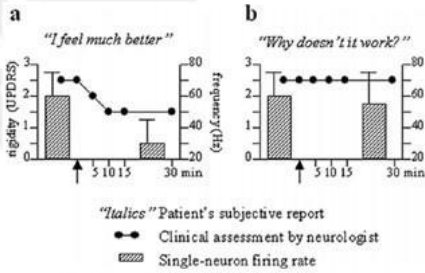 a
b
"I feel much better"
"Why doesn't it work?"
rigidity (UPDRS)
3
2
1
0
80
60
40
20
frequency (Hz)
3
2
1
0
80
60
40
20
5 10 15 30 min
5 10 15 30 min
"Italics" Patient's subjective report
Clinical assessment by neurologist
Single-neuron firing rate